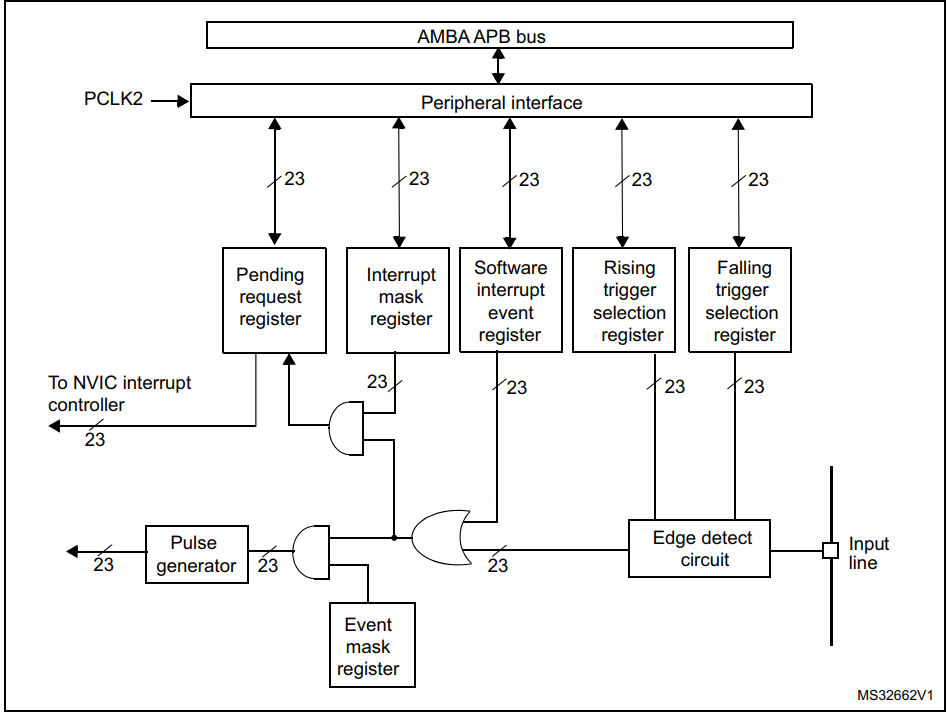 AMBA APB bus
PCLK2
Peripheral interface
23
23
23
23
23
Pending
request
register
Interrupt
mask
register
Software
interrupt
event
register
Rising
trigger
selection
register
Falling
trigger
selection
register
To NVIC interrupt
controller
23
23
23
23
23
23
Pulse
generator
23
23
Edge detect
circuit
Input
line
Event
mask
register
MS32662V1